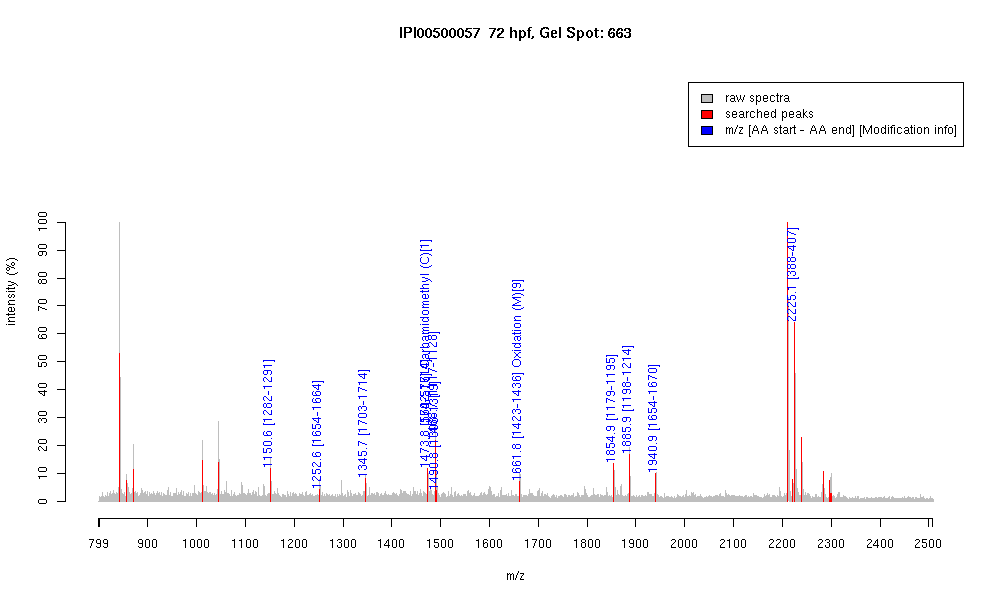 IPI00500057 72 hpf, Gel Spot: 663
raw spectra
searched peaks
m/z [AA start - AA end] [Modification info]
intensity (%)
100
90
80
70
60
50
40
30
20
10
0
1150.6 [1282-1291]
1252.6 [1654-1664]
1345.7 [1703-1714]
Carbamidomethyl (C)[1]
1661.8 [1423-1436] Oxidation (M)[9]
1854.9 [1179-1195]
1885.9 [1198-1214]
1940.9 [1654-1670]
2225.1 [388-407]
799 900 1000 1100 1200 1300 1400 1500 1600 1700 1800 1900 2000 2100 2200 2300 2400 2500
m/z